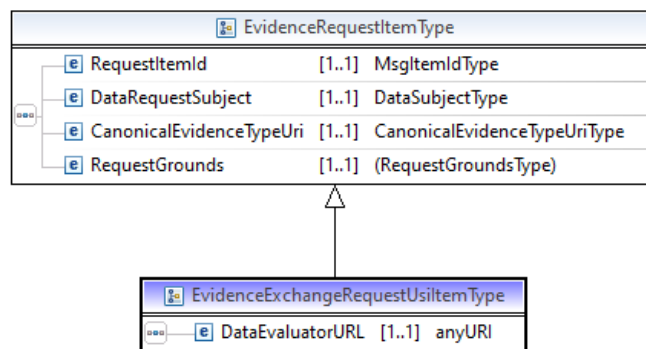 EvidenceRequestItemType
RequestItemId [1..1] MsgItemIdType
DataRequestSubject [1..1] DataSubjectType
CanonicalEvidenceTypeUri [1..1] CanonicalEvidenceTypeUriType
RequestGrounds [1..1] (RequestGroundsType)
EvidenceExchangeRequestUsiItemType
DataEvaluatorURL [1..1] anyURI